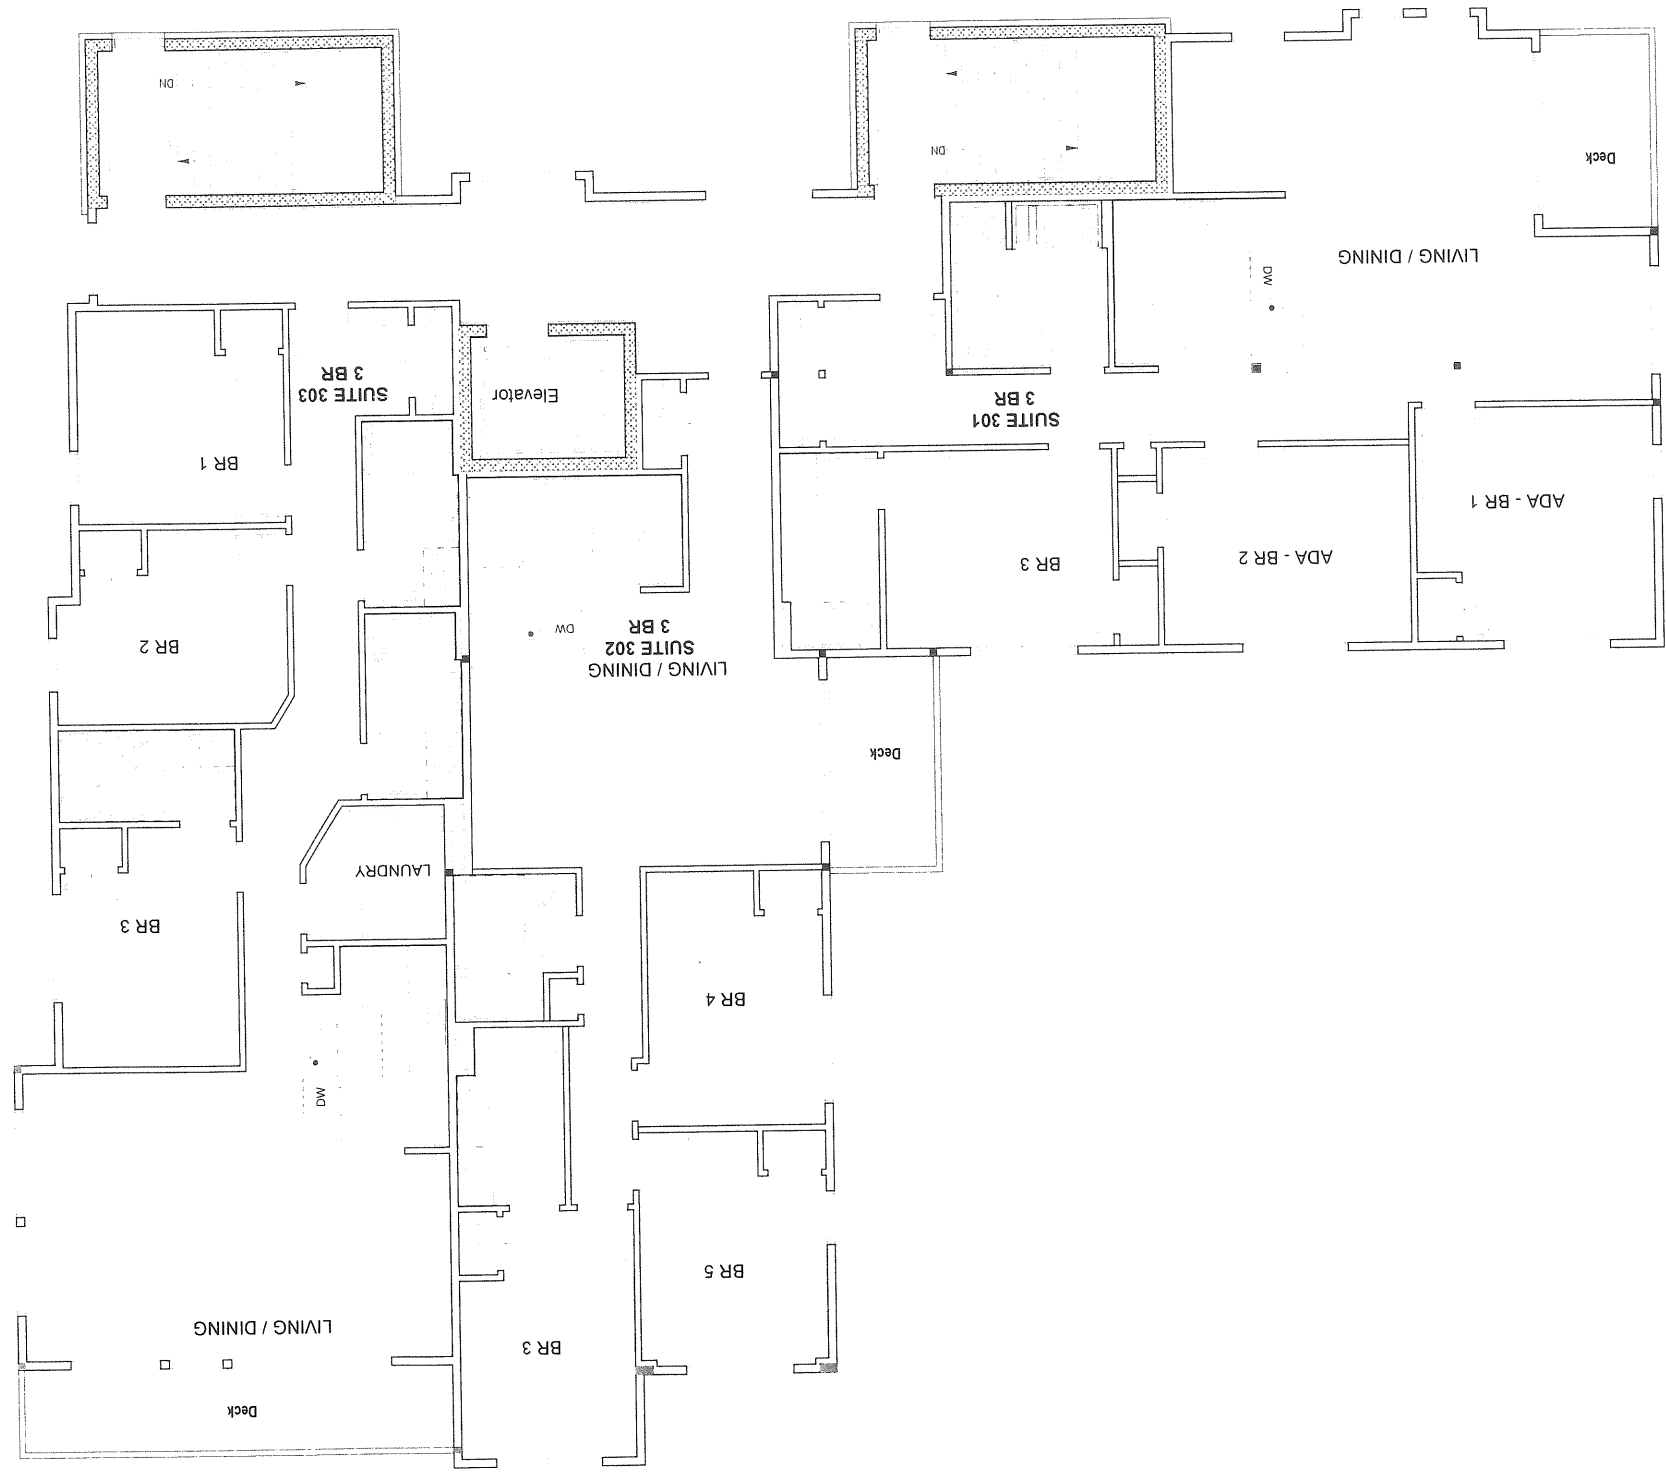 Deck
BR 3
LIVING / DINING
BR 5
DW
BR 4
BR 3
LAUNDRY
Deck
LIVING / DINING
SUITE 302
3 BR
DW
BR 2
ADA - BR 1
ADA - BR 2
BR 3
BR 1
SUITE 301
3 BR
Elevator
SUITE 303
3 BR
LIVING / DINING
DW
Deck
DN
DN